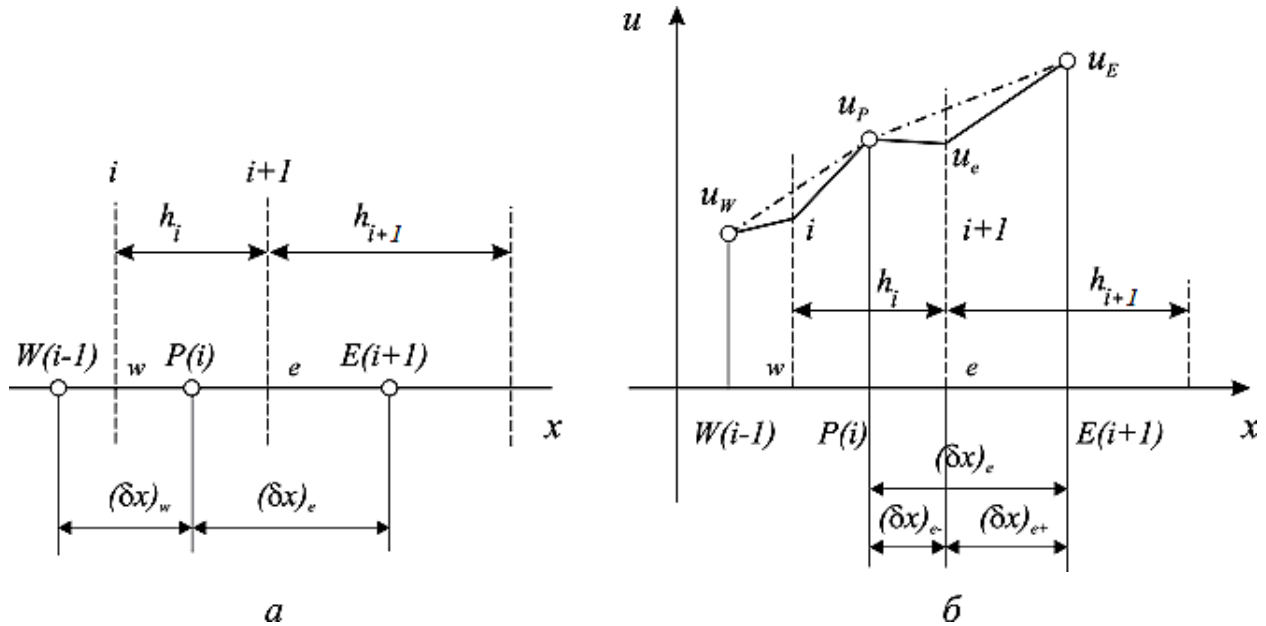 i
i+1
h_i
h_{i+1}
W(i-1)
w
P(i)
e
E(i+1)
x
(δx)_w
(δx)_e
а
u
u_E
u_P
u_e
u_W
i
i+1
h_i
h_{i+1}
w
e
W(i-1)
P(i)
E(i+1)
x
(δx)_e
(δx)_{e-}
(δx)_{e+}
б